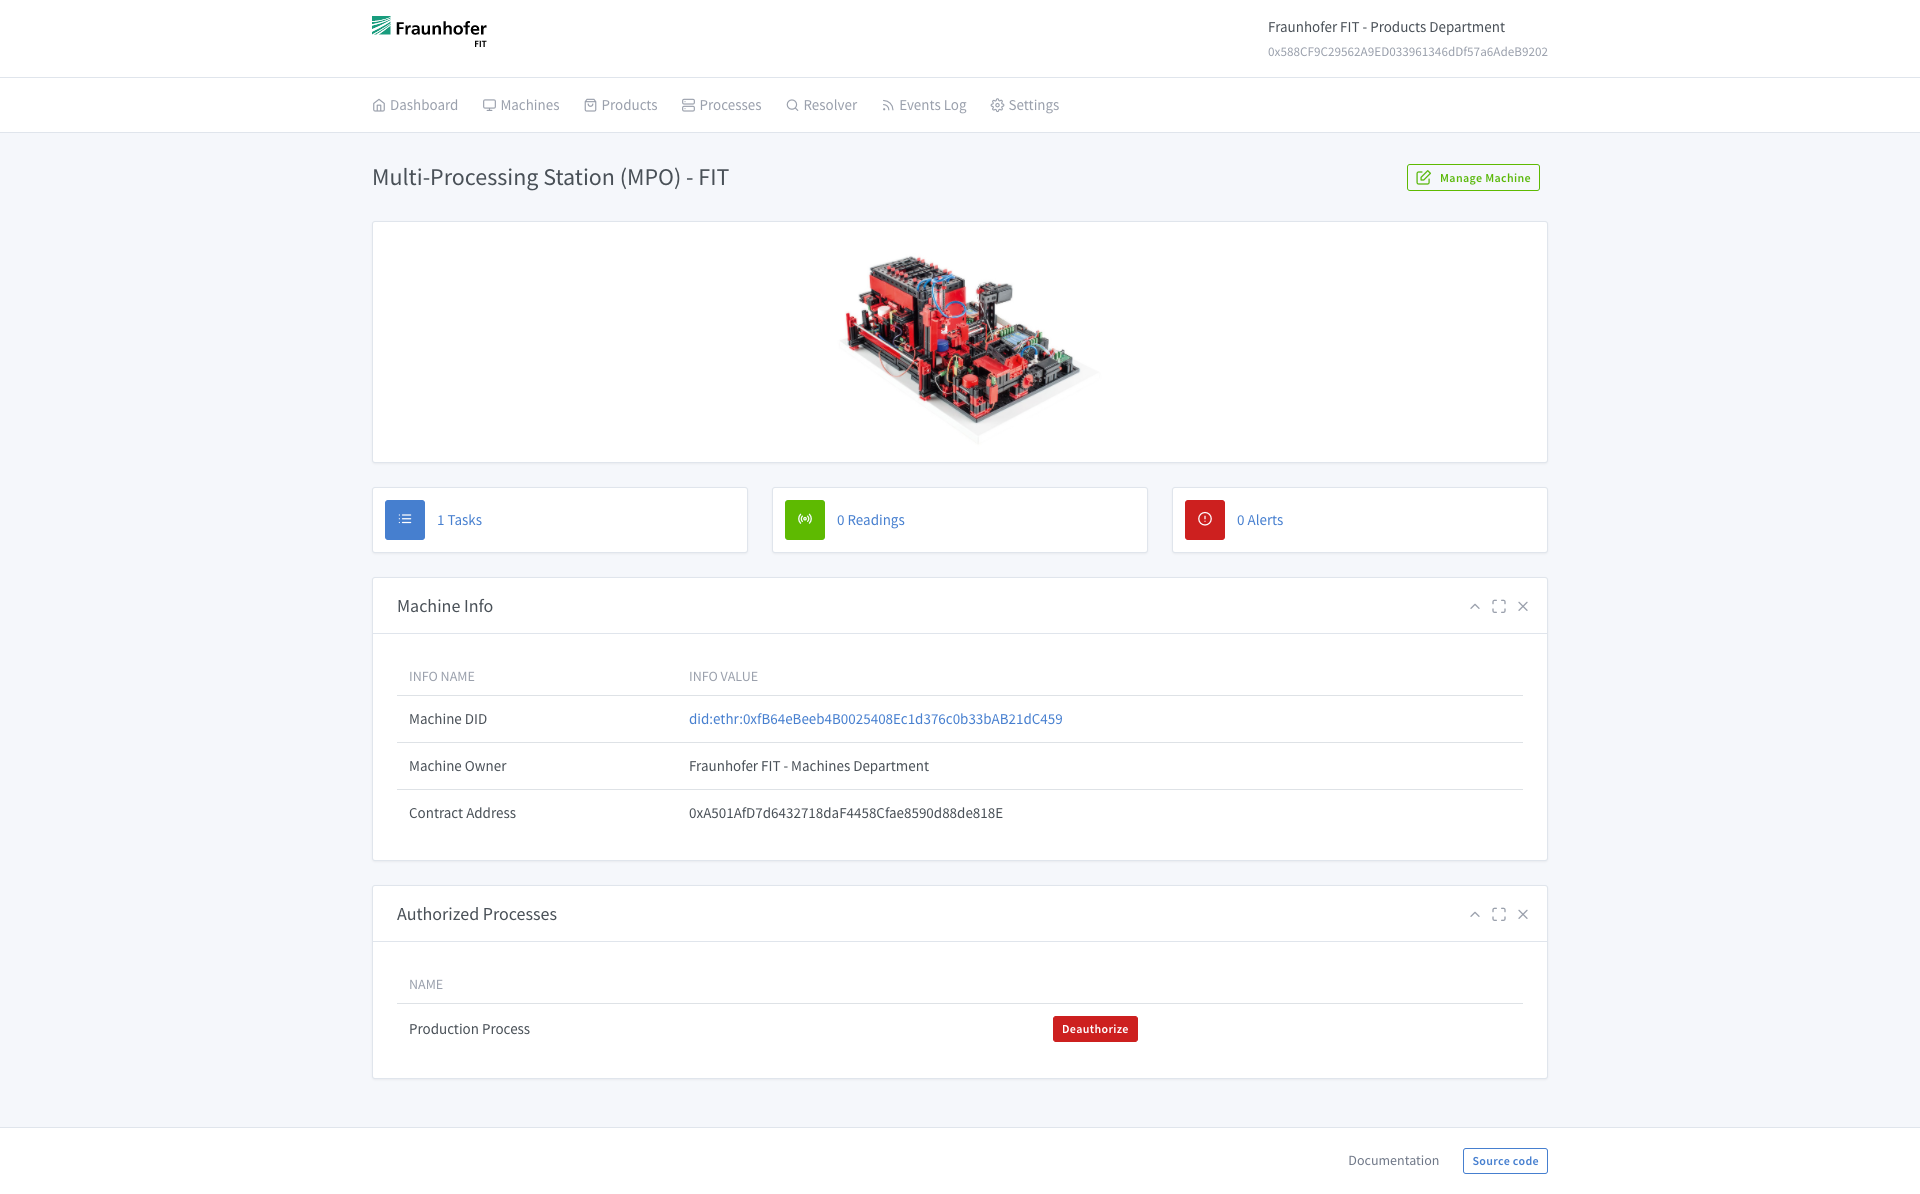 Fraunhofer
FIT
Fraunhofer FIT - Products Department
0x588CF9C29562A9ED033961346dDf57a6AdeB9202
Dashboard Machines Products Processes Resolver Events Log Settings
Multi-Processing Station (MPO) - FIT
Manage Machine
1 Tasks
0 Readings
0 Alerts
Machine Info
INFO NAME INFO VALUE
Machine DID did:ethr:0xfB64eBeeb4B0025408Ec1d376c0b33bAB21dC459
Machine Owner Fraunhofer FIT - Machines Department
Contract Address 0xA501AfD7d6432718daF4458Cfae8590d88de818E
Authorized Processes
NAME
Production Process Deauthorize
Documentation Source code